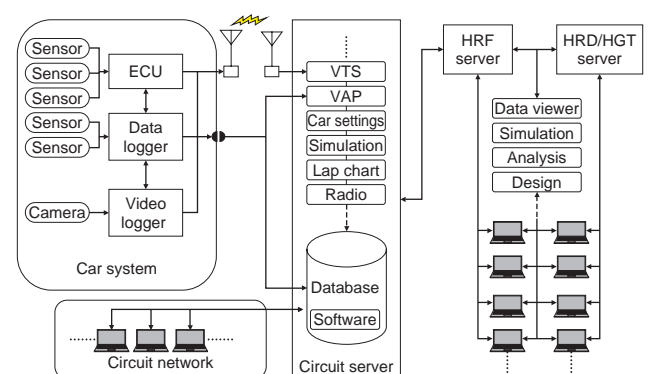 Sensor
Sensor
Sensor
Sensor
Sensor
Camera
ECU
Data
logger
Video
logger
Car system
VTS
VAP
Car settings
Simulation
Lap chart
Radio
Database
Software
Circuit server
Circuit network
HRF
server
HRD/HGT
server
Data viewer
Simulation
Analysis
Design